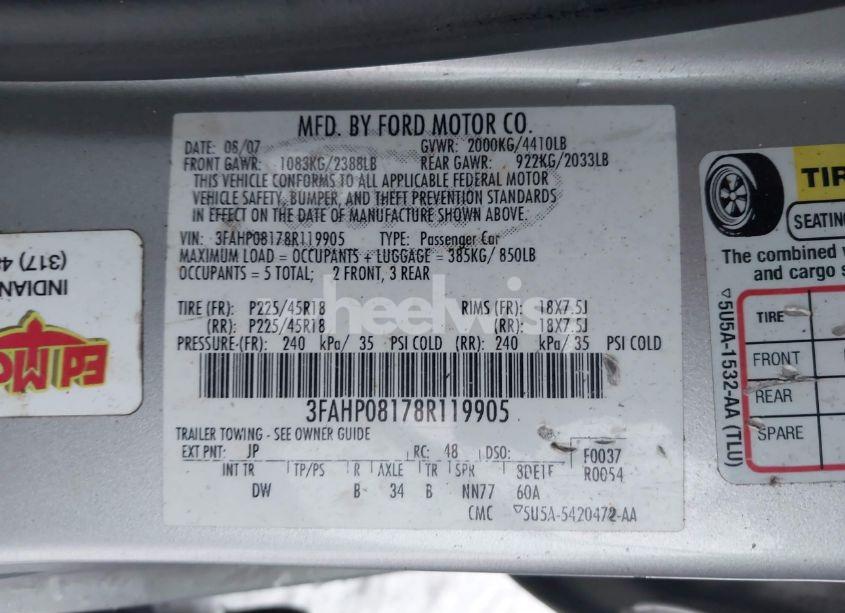 MFD. BY FORD MOTOR CO.
DATE: 06/07 GVWR: 2000KG/4410LB
FRONT GAWR: 1083KG/2388LB REAR GAWR: 922KG/2033LB
THIS VEHICLE CONFORMS TO ALL APPLICABLE FEDERAL MOTOR
VEHICLE SAFETY, BUMPER, AND THEFT PREVENTION STANDARDS
IN EFFECT ON THE DATE OF MANUFACTURE SHOWN ABOVE.
VIN: 3FAHP08178R119905 TYPE: Passenger Car
MAXIMUM LOAD = OCCUPANTS + LUGGAGE = 385KG/ 850LB
OCCUPANTS = 5 TOTAL; 2 FRONT, 3 REAR
TIRE (FR): P225/45R18 RIMS (FR): 18X7.5J
(RR): P225/45R18 (RR): 18X7.5J
PRESSURE-(FR): 240 kPa/ 35 PSI COLD (RR): 240 kPa/ 35 PSI COLD
3FAHP08178R119905
TRAILER TOWING - SEE OWNER GUIDE
EXT PNT: JP RC: 48 DSO: F0037
R0054
INT TR TP/PS R AXLE TR SPR
DW B 34 B NN77 60A
CMC ▽5U5A-5420472-AA
heelwi
INDIAN
(317) 4
Ed M
TIR
SEATING
The combined
and cargo s
TIRE
FRONT
REAR
SPARE
▽5U5A-1532-AA (TLU)